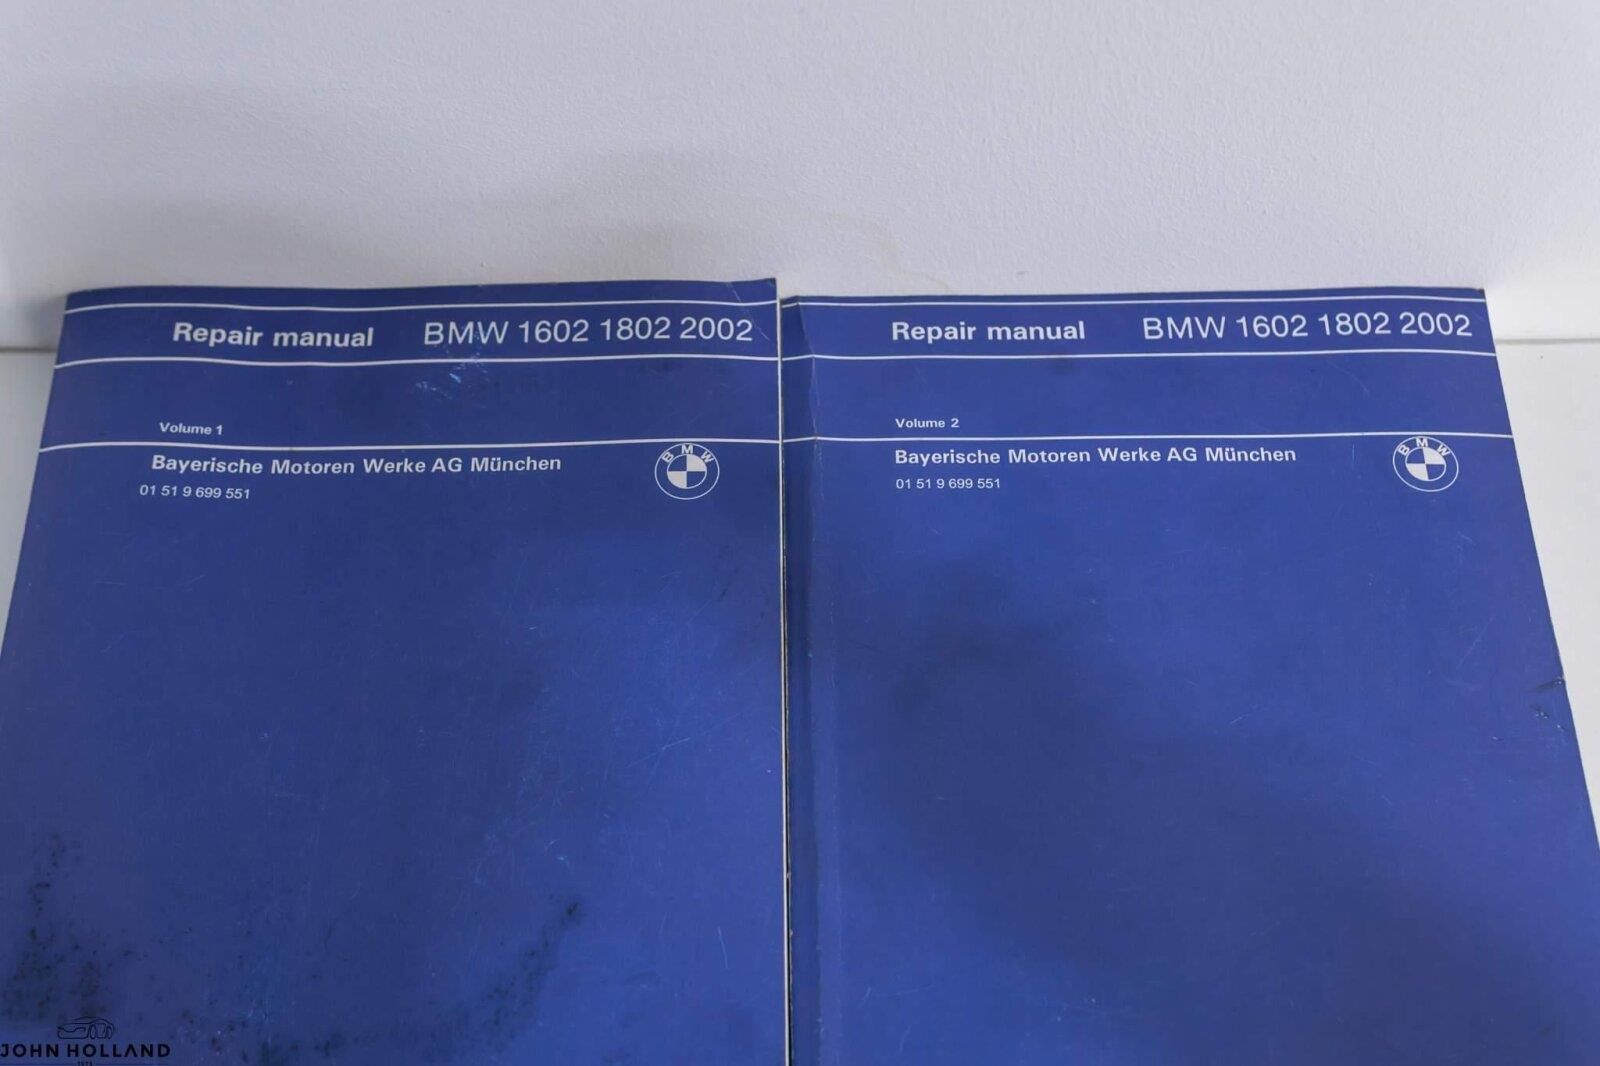 Repair manual BMW 1602 1802 2002
Volume 1
Bayerische Motoren Werke AG München
01 51 9 699 551
BMW
Repair manual BMW 1602 1802 2002
Volume 2
Bayerische Motoren Werke AG München
01 51 9 699 551
BMW
JOHN HOLLAND